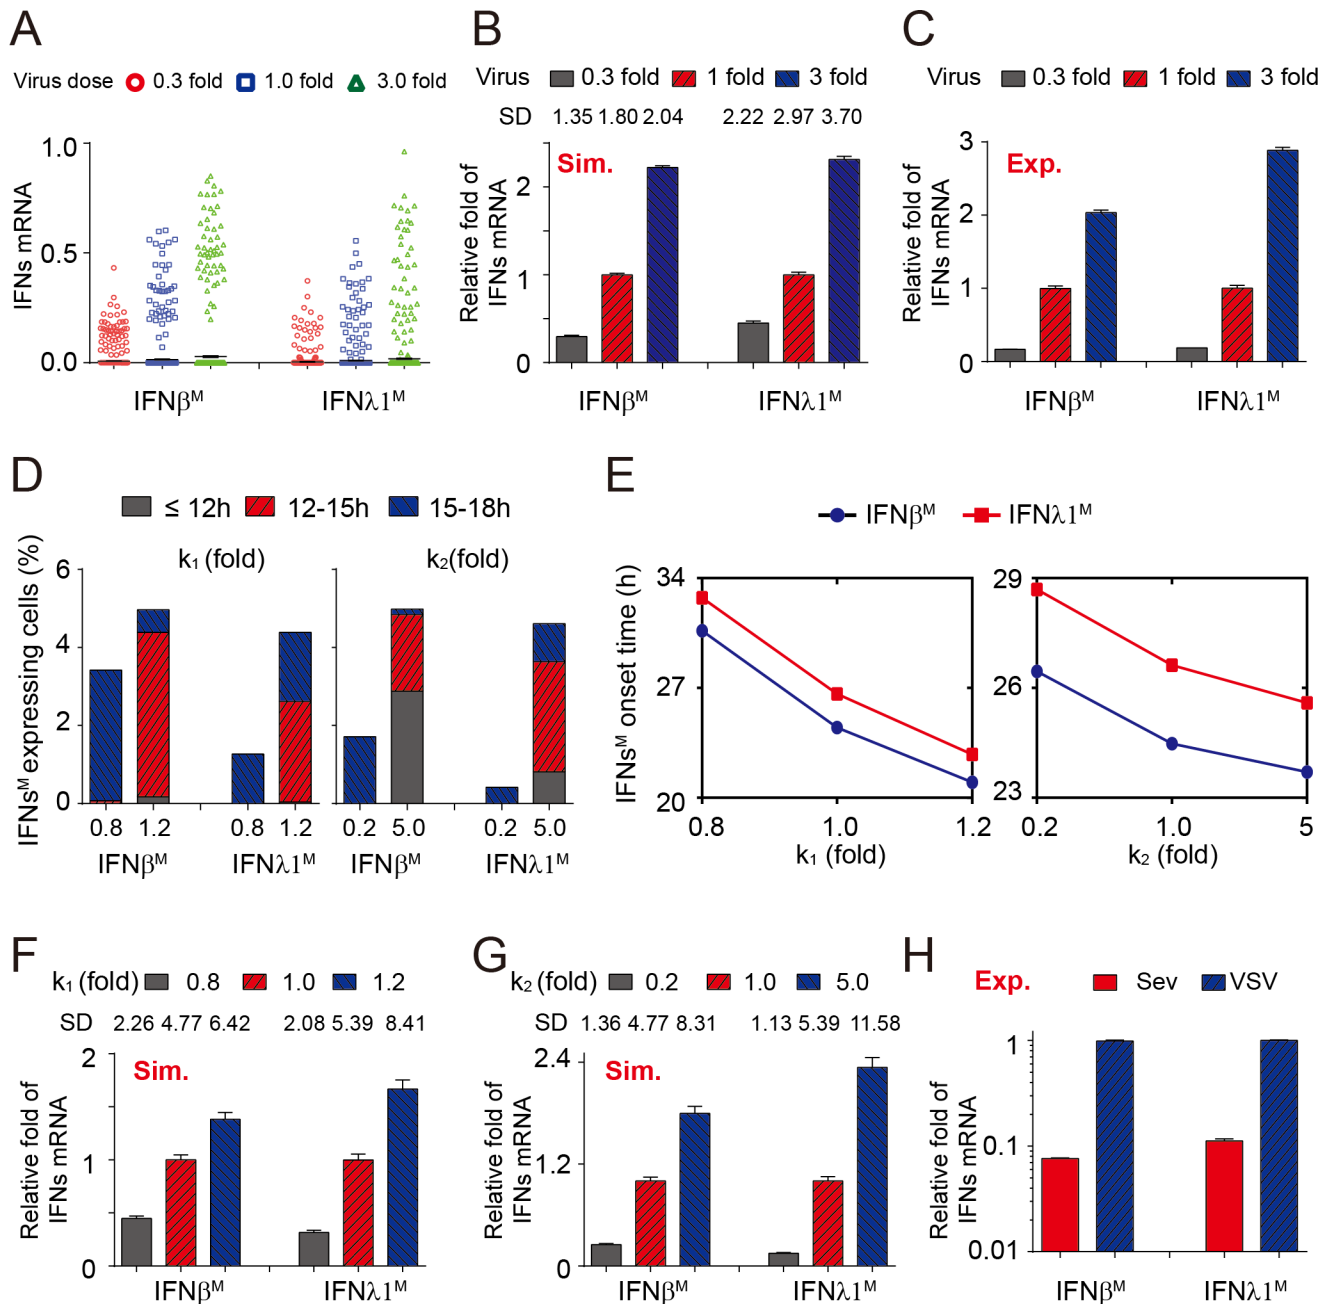 A
Virus dose 0.3 fold 1.0 fold 3.0 fold
IFNs mRNA
1.0
0.5
0.0
IFNβᴹ IFNλ1ᴹ
B
Virus 0.3 fold 1 fold 3 fold
SD 1.35 1.80 2.04 2.22 2.97 3.70
Sim.
Relative fold of
IFNs mRNA
2
1
0
IFNβᴹ IFNλ1ᴹ
C
Virus 0.3 fold 1 fold 3 fold
Exp.
Relative fold of
IFNs mRNA
3
2
1
0
IFNβᴹ IFNλ1ᴹ
D
≤ 12h 12-15h 15-18h
k₁ (fold) k₂(fold)
IFNsᴹ expressing cells (%)
6
4
2
0
0.8 1.2 0.8 1.2 0.2 5.0 0.2 5.0
IFNβᴹ IFNλ1ᴹ IFNβᴹ IFNλ1ᴹ
E
IFNβᴹ IFNλ1ᴹ
IFNsᴹ onset time (h)
34
27
20
0.8 1.0 1.2
k₁ (fold)
29
26
23
0.2 1.0 5
k₂ (fold)
F
k₁ (fold) 0.8 1.0 1.2
SD 2.26 4.77 6.42 2.08 5.39 8.41
Sim.
Relative fold of
IFNs mRNA
2
1
0
IFNβᴹ IFNλ1ᴹ
G
k₂ (fold) 0.2 1.0 5.0
SD 1.36 4.77 8.31 1.13 5.39 11.58
Sim.
Relative fold of
IFNs mRNA
2.4
1.2
0
IFNβᴹ IFNλ1ᴹ
H
Exp. Sev VSV
Relative fold of
IFNs mRNA
1
0.1
0.01
IFNβᴹ IFNλ1ᴹ